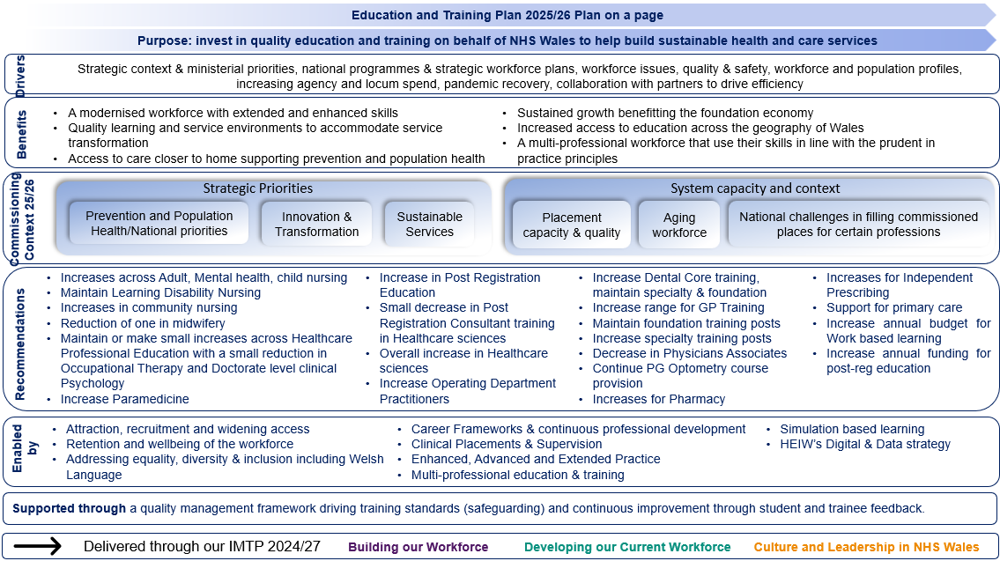 Education and Training Plan 2025/26 Plan on a page
Purpose: invest in quality education and training on behalf of NHS Wales to help build sustainable health and care services
Drivers
Strategic context & ministerial priorities, national programmes & strategic workforce plans, workforce issues, quality & safety, workforce and population profiles,
increasing agency and locum spend, pandemic recovery, collaboration with partners to drive efficiency
Benefits
• A modernised workforce with extended and enhanced skills
• Quality learning and service environments to accommodate service
transformation
• Access to care closer to home supporting prevention and population health
• Sustained growth benefitting the foundation economy
• Increased access to education across the geography of Wales
• A multi-professional workforce that use their skills in line with the prudent in
practice principles
Commissioning
Context 25/26
Strategic Priorities
Prevention and Population
Health/National priorities
Innovation &
Transformation
Sustainable
Services
System capacity and context
Placement
capacity & quality
Aging
workforce
National challenges in filling commissioned
places for certain professions
Recommendations
• Increases across Adult, Mental health, child nursing
• Maintain Learning Disability Nursing
• Increases in community nursing
• Reduction of one in midwifery
• Maintain or make small increases across Healthcare
Professional Education with a small reduction in
Occupational Therapy and Doctorate level clinical
Psychology
• Increase Paramedicine
• Increase in Post Registration
Education
• Small decrease in Post
Registration Consultant training
in Healthcare sciences
• Overall increase in Healthcare
sciences
• Increase Operating Department
Practitioners
• Increase Dental Core training,
maintain specialty & foundation
• Increase range for GP Training
• Maintain foundation training posts
• Increase specialty training posts
• Decrease in Physicians Associates
• Continue PG Optometry course
provision
• Increases for Pharmacy
• Increases for Independent
Prescribing
• Support for primary care
• Increase annual budget for
Work based learning
• Increase annual funding for
post-reg education
Enabled
by
• Attraction, recruitment and widening access
• Retention and wellbeing of the workforce
• Addressing equality, diversity & inclusion including Welsh
Language
• Career Frameworks & continuous professional development
• Clinical Placements & Supervision
• Enhanced, Advanced and Extended Practice
• Multi-professional education & training
• Simulation based learning
• HEIW's Digital & Data strategy
Supported through a quality management framework driving training standards (safeguarding) and continuous improvement through student and trainee feedback.
Delivered through our IMTP 2024/27 Building our Workforce Developing our Current Workforce Culture and Leadership in NHS Wales